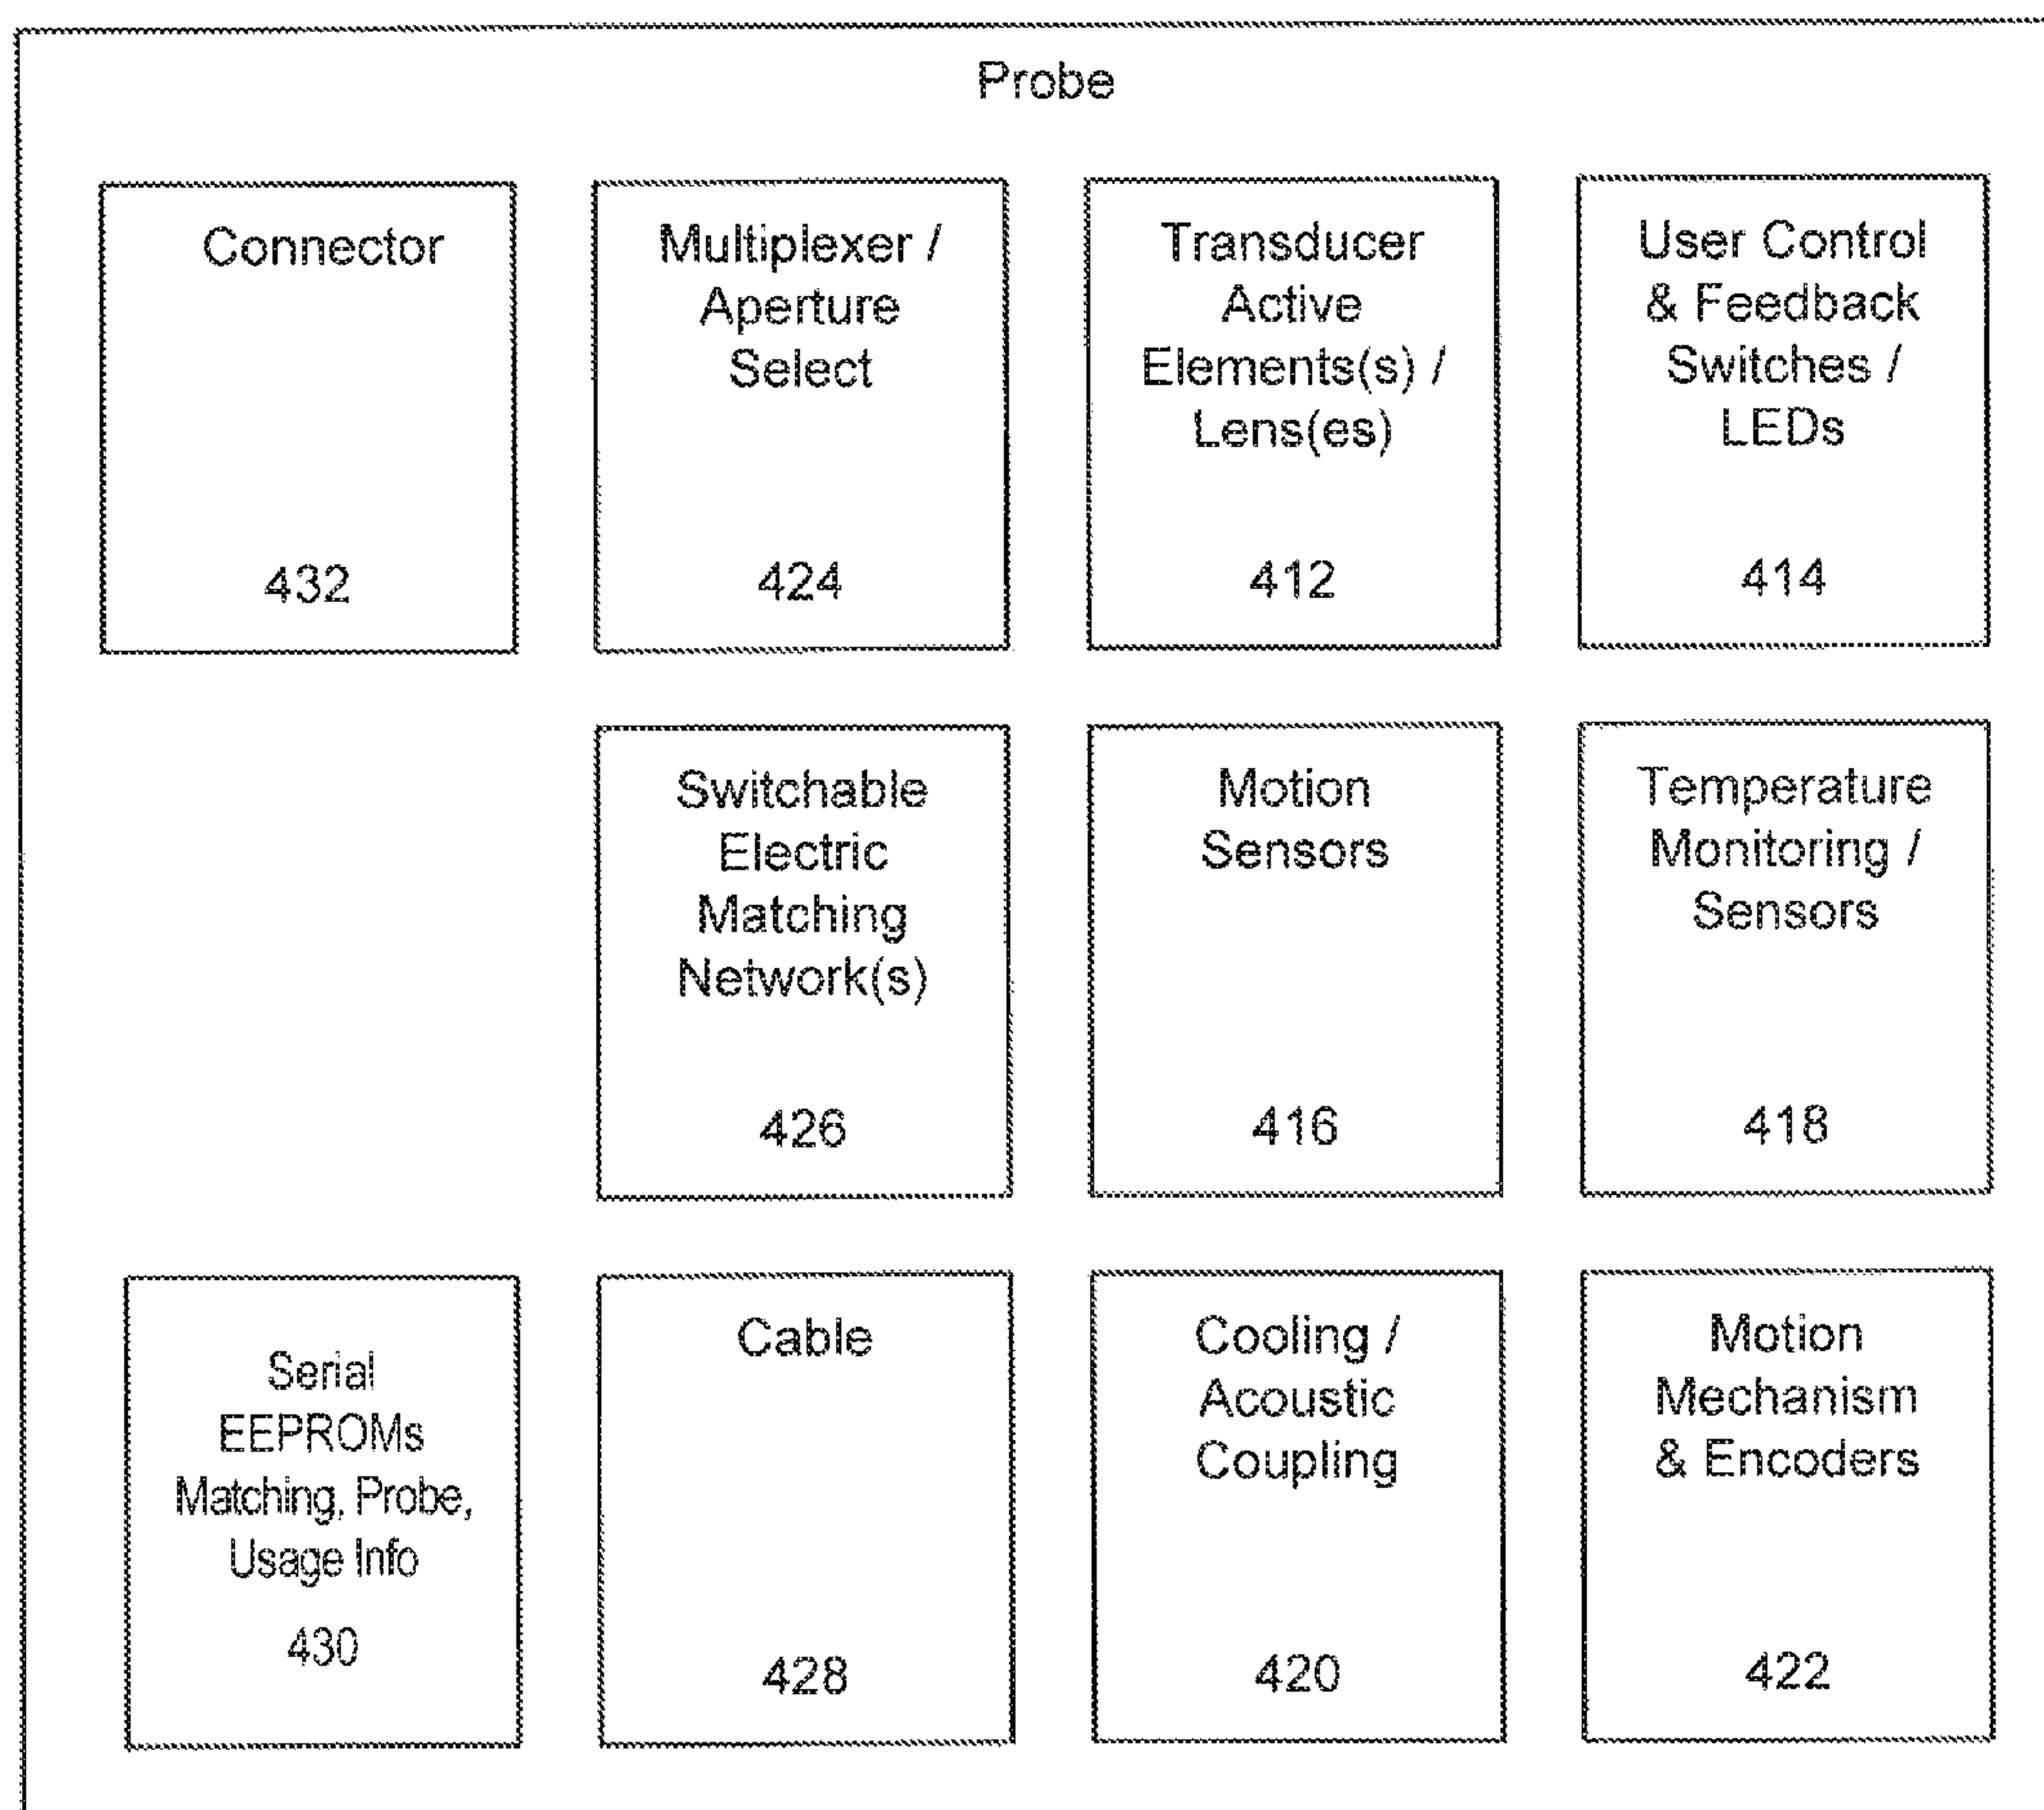 Probe
Connector
432
Multiplexer /
Aperture
Select
424
Transducer
Active
Elements(s) /
Lens(es)
412
User Control
& Feedback
Switches /
LEDs
414
Switchable
Electric
Matching
Network(s)
426
Motion
Sensors
416
Temperature
Monitoring /
Sensors
418
Serial
EEPROMs
Matching, Probe,
Usage Info
430
Cable
428
Cooling /
Acoustic
Coupling
420
Motion
Mechanism
& Encoders
422